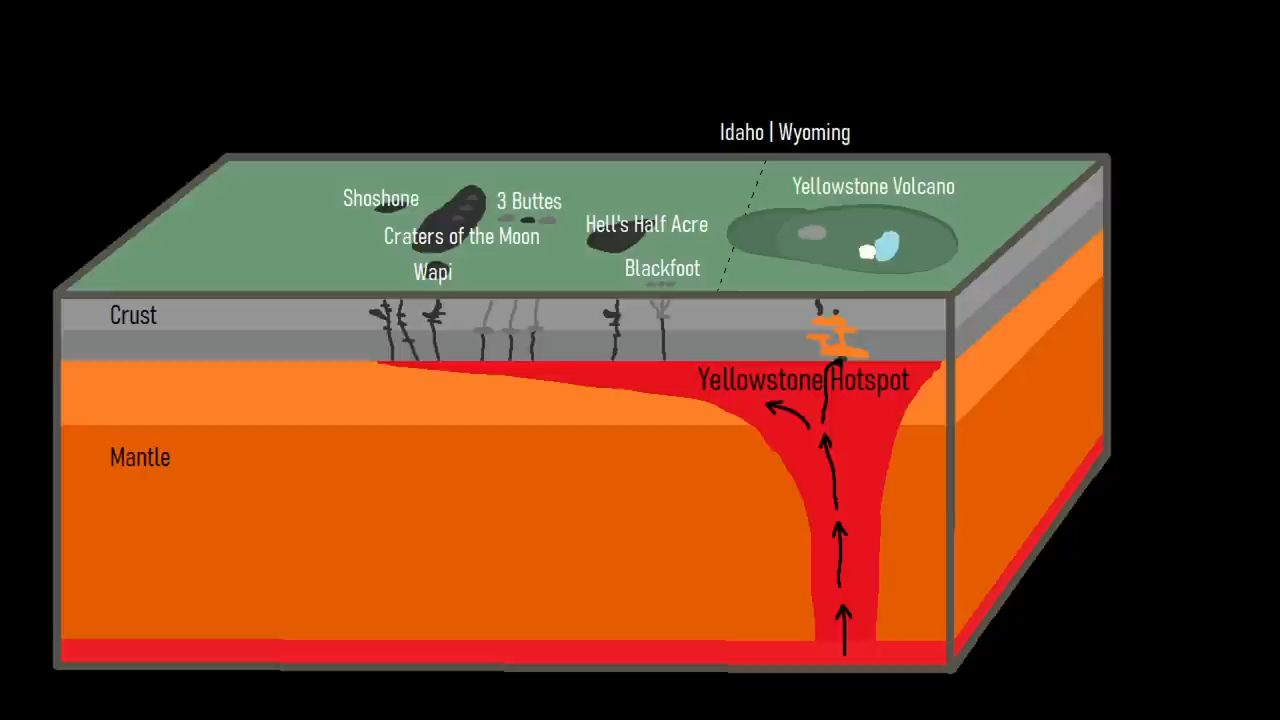 Idaho | Wyoming
Yellowstone Volcano
Shoshone
3 Buttes
Hell's Half Acre
Craters of the Moon
Blackfoot
Wapi
Crust
Yellowstone Hotspot
Mantle